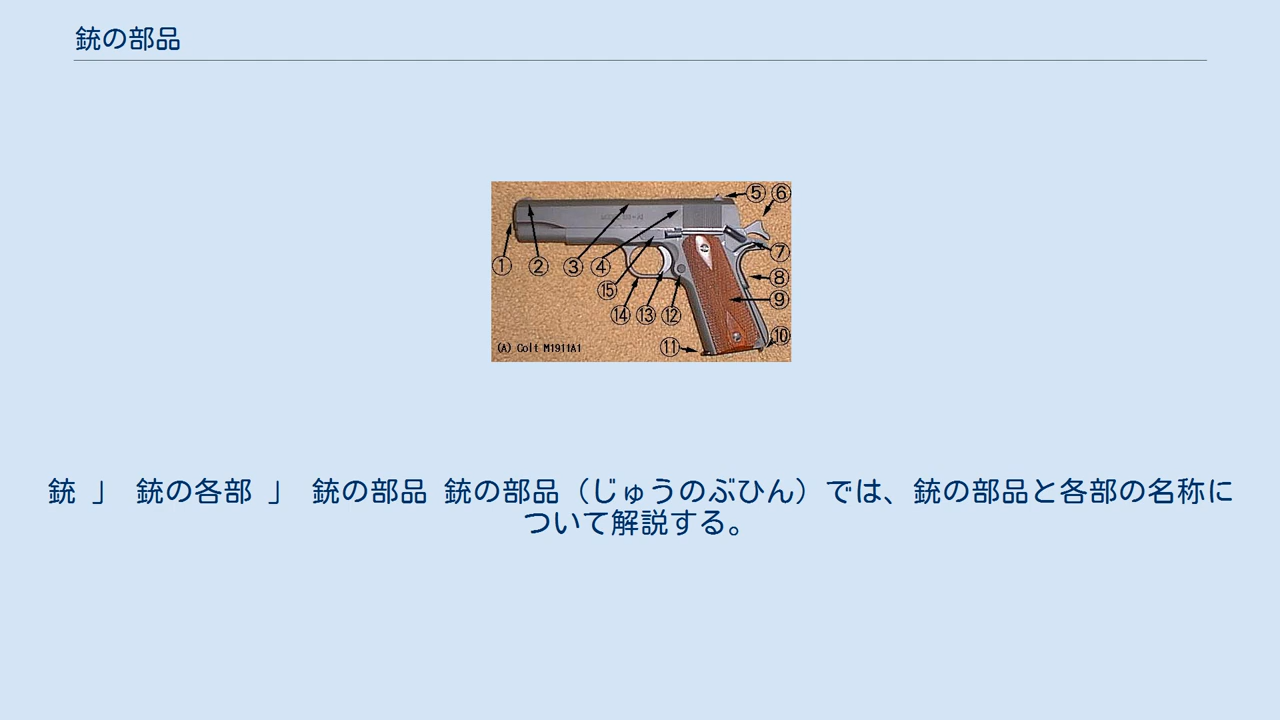 銃の部品
⑤ ⑥
① ② ③ ④ ⑦
⑧
⑮ ⑨
⑭ ⑬ ⑫
⑩
(A) Colt M1911A1 ⑪
銃 」 銃の各部 」 銃の部品 銃の部品（じゅうのぶひん）では、銃の部品と各部の名称に
ついて解説する。